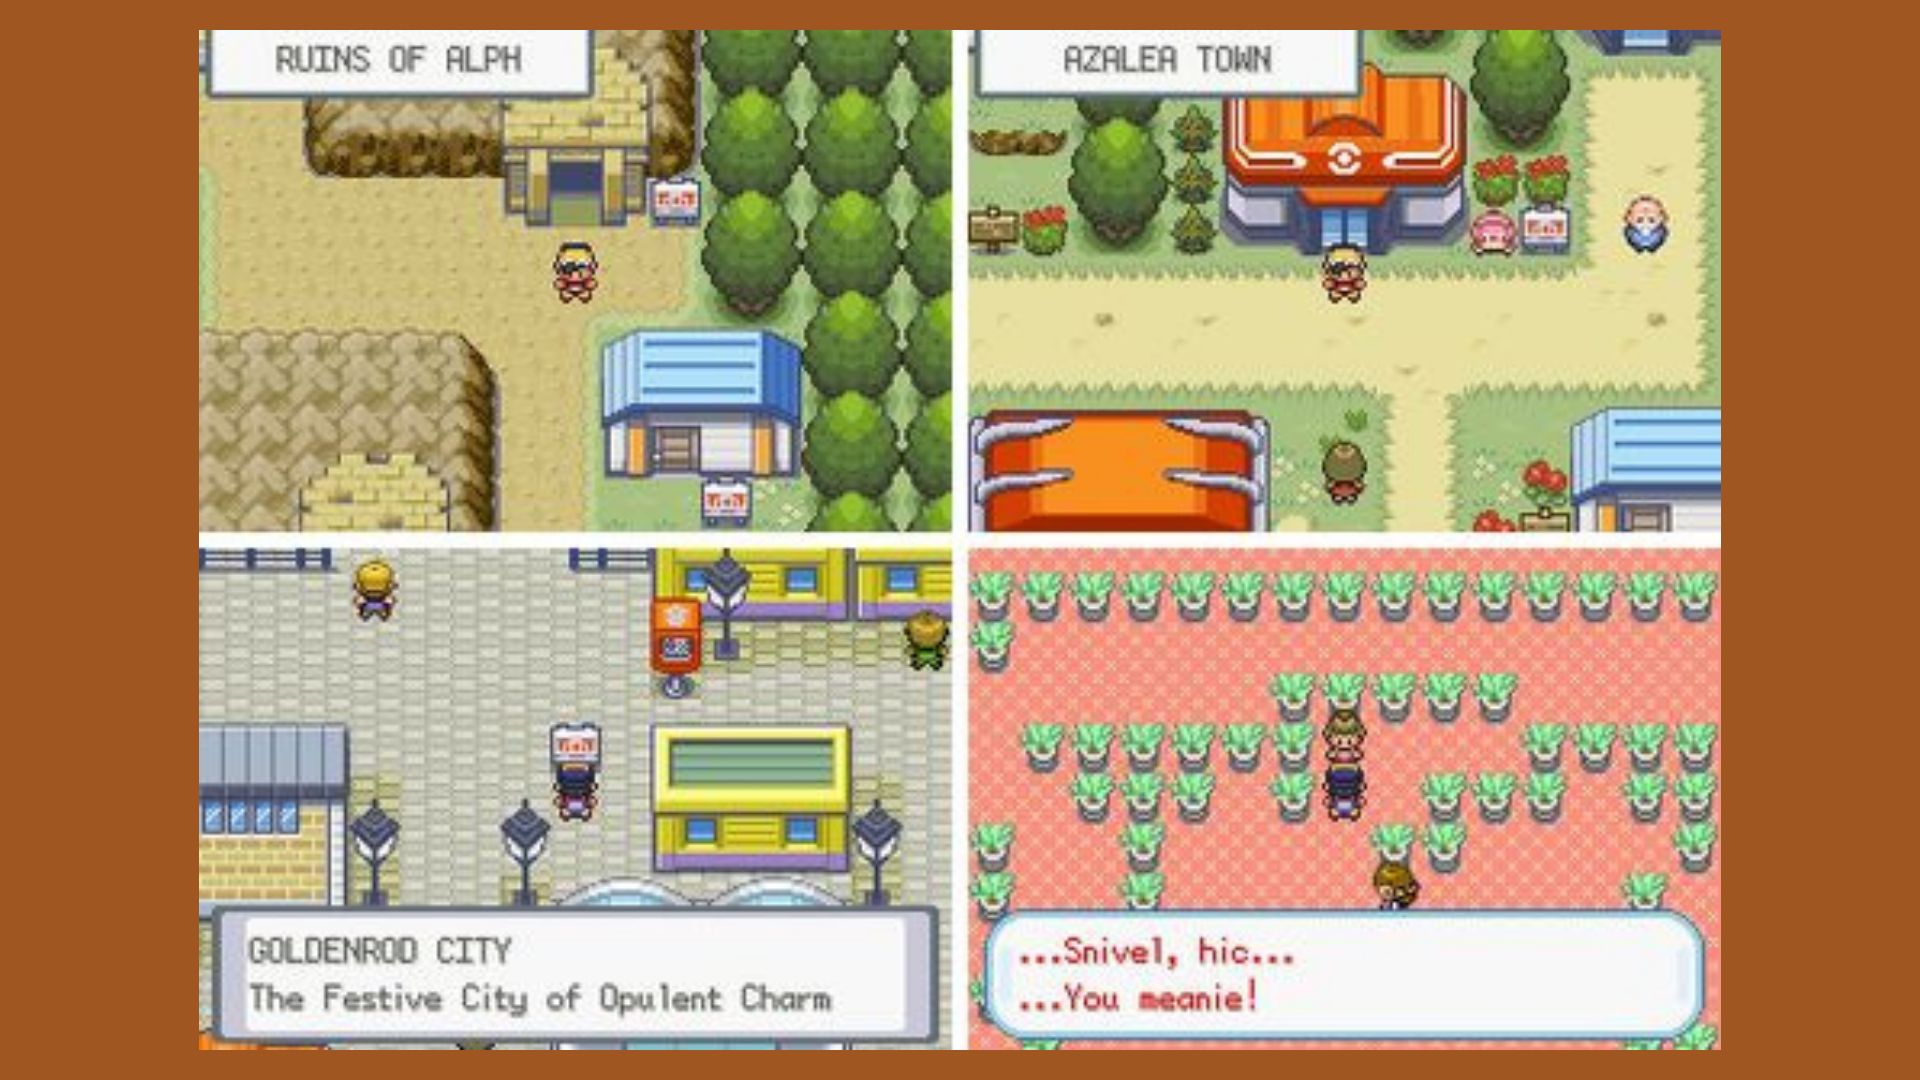 RUINS OF ALPH
AZALEA TOWN
GOLDENROD CITY
The Festive City of Opulent Charm
...Snivel, hic...
...You meanie!